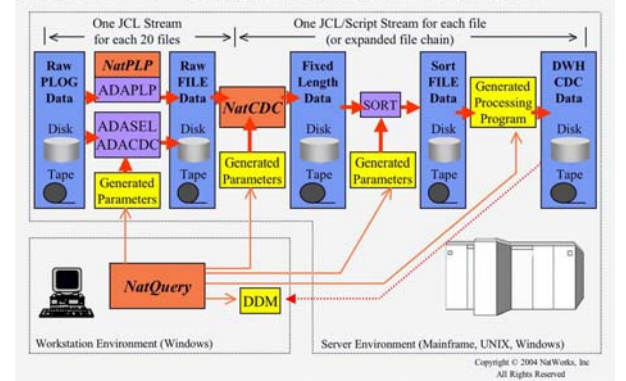 One JCL Stream
for each 20 files
One JCL/Script Stream for each file
(or expanded file chain)
Raw
PLOG
Data
Disk
Tape
NatPLP
ADAPLP
ADASEL
ADACDC
Generated
Parameters
Raw
FILE
Data
Disk
Tape
NatCDC
Generated
Parameters
Fixed
Length
Data
Disk
Tape
SORT
Generated
Parameters
Sort
FILE
Data
Disk
Tape
Generated
Processing
Program
DWH
CDC
Data
Disk
Tape
NatQuery
DDM
Workstation Environment (Windows)
Server Environment (Mainframe, UNIX, Windows)
Copyright © 2004 NatWorks, Inc
All Rights Reserved